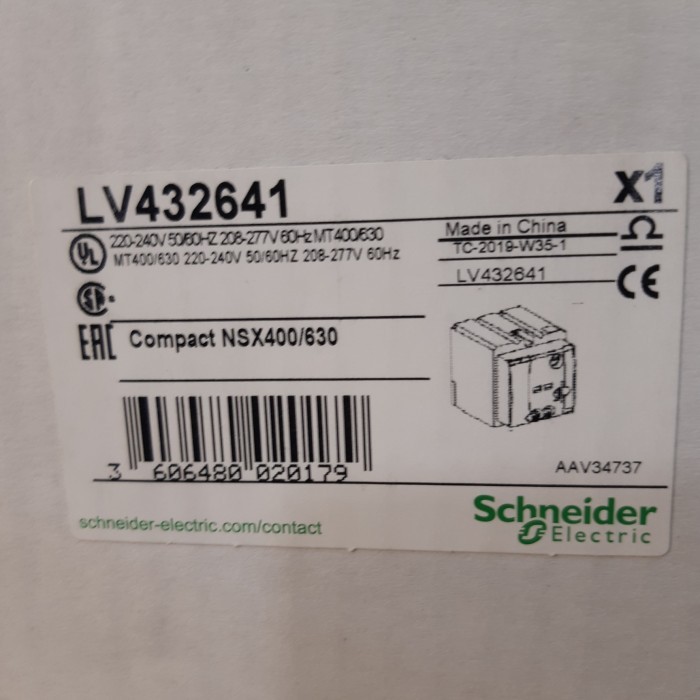 LV432641
X1
220-240V 50/60HZ 208-277V 60Hz MT400/630
MT400/630 220-240V 50/60HZ 208-277V 60Hz
Made in China
TC-2019-W35-1
LV432641
UL
CE
EAC
Compact NSX400/630
3 606480 020179
AAV34737
schneider-electric.com/contact
Schneider
Electric